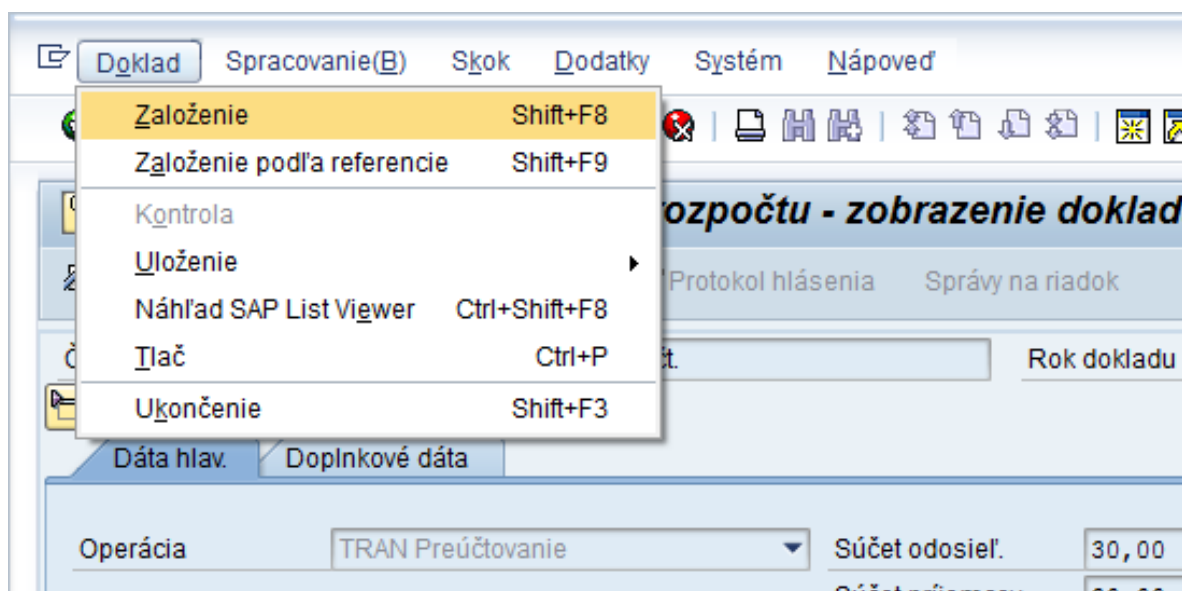 Doklad Spracovanie(B) Skok Dodatky Systém Nápoveď
Založenie Shift+F8
Založenie podľa referencie Shift+F9
Kontrola
Uloženie
Náhľad SAP List Viewer Ctrl+Shift+F8
Tlač Ctrl+P
Ukončenie Shift+F3
ozpočtu - zobrazenie doklad
Protokol hlásenia Správy na riadok
Rok dokladu
Dáta hlav. Doplnkové dáta
Operácia TRAN Preúčtovanie Súčet odosieľ. 30,00